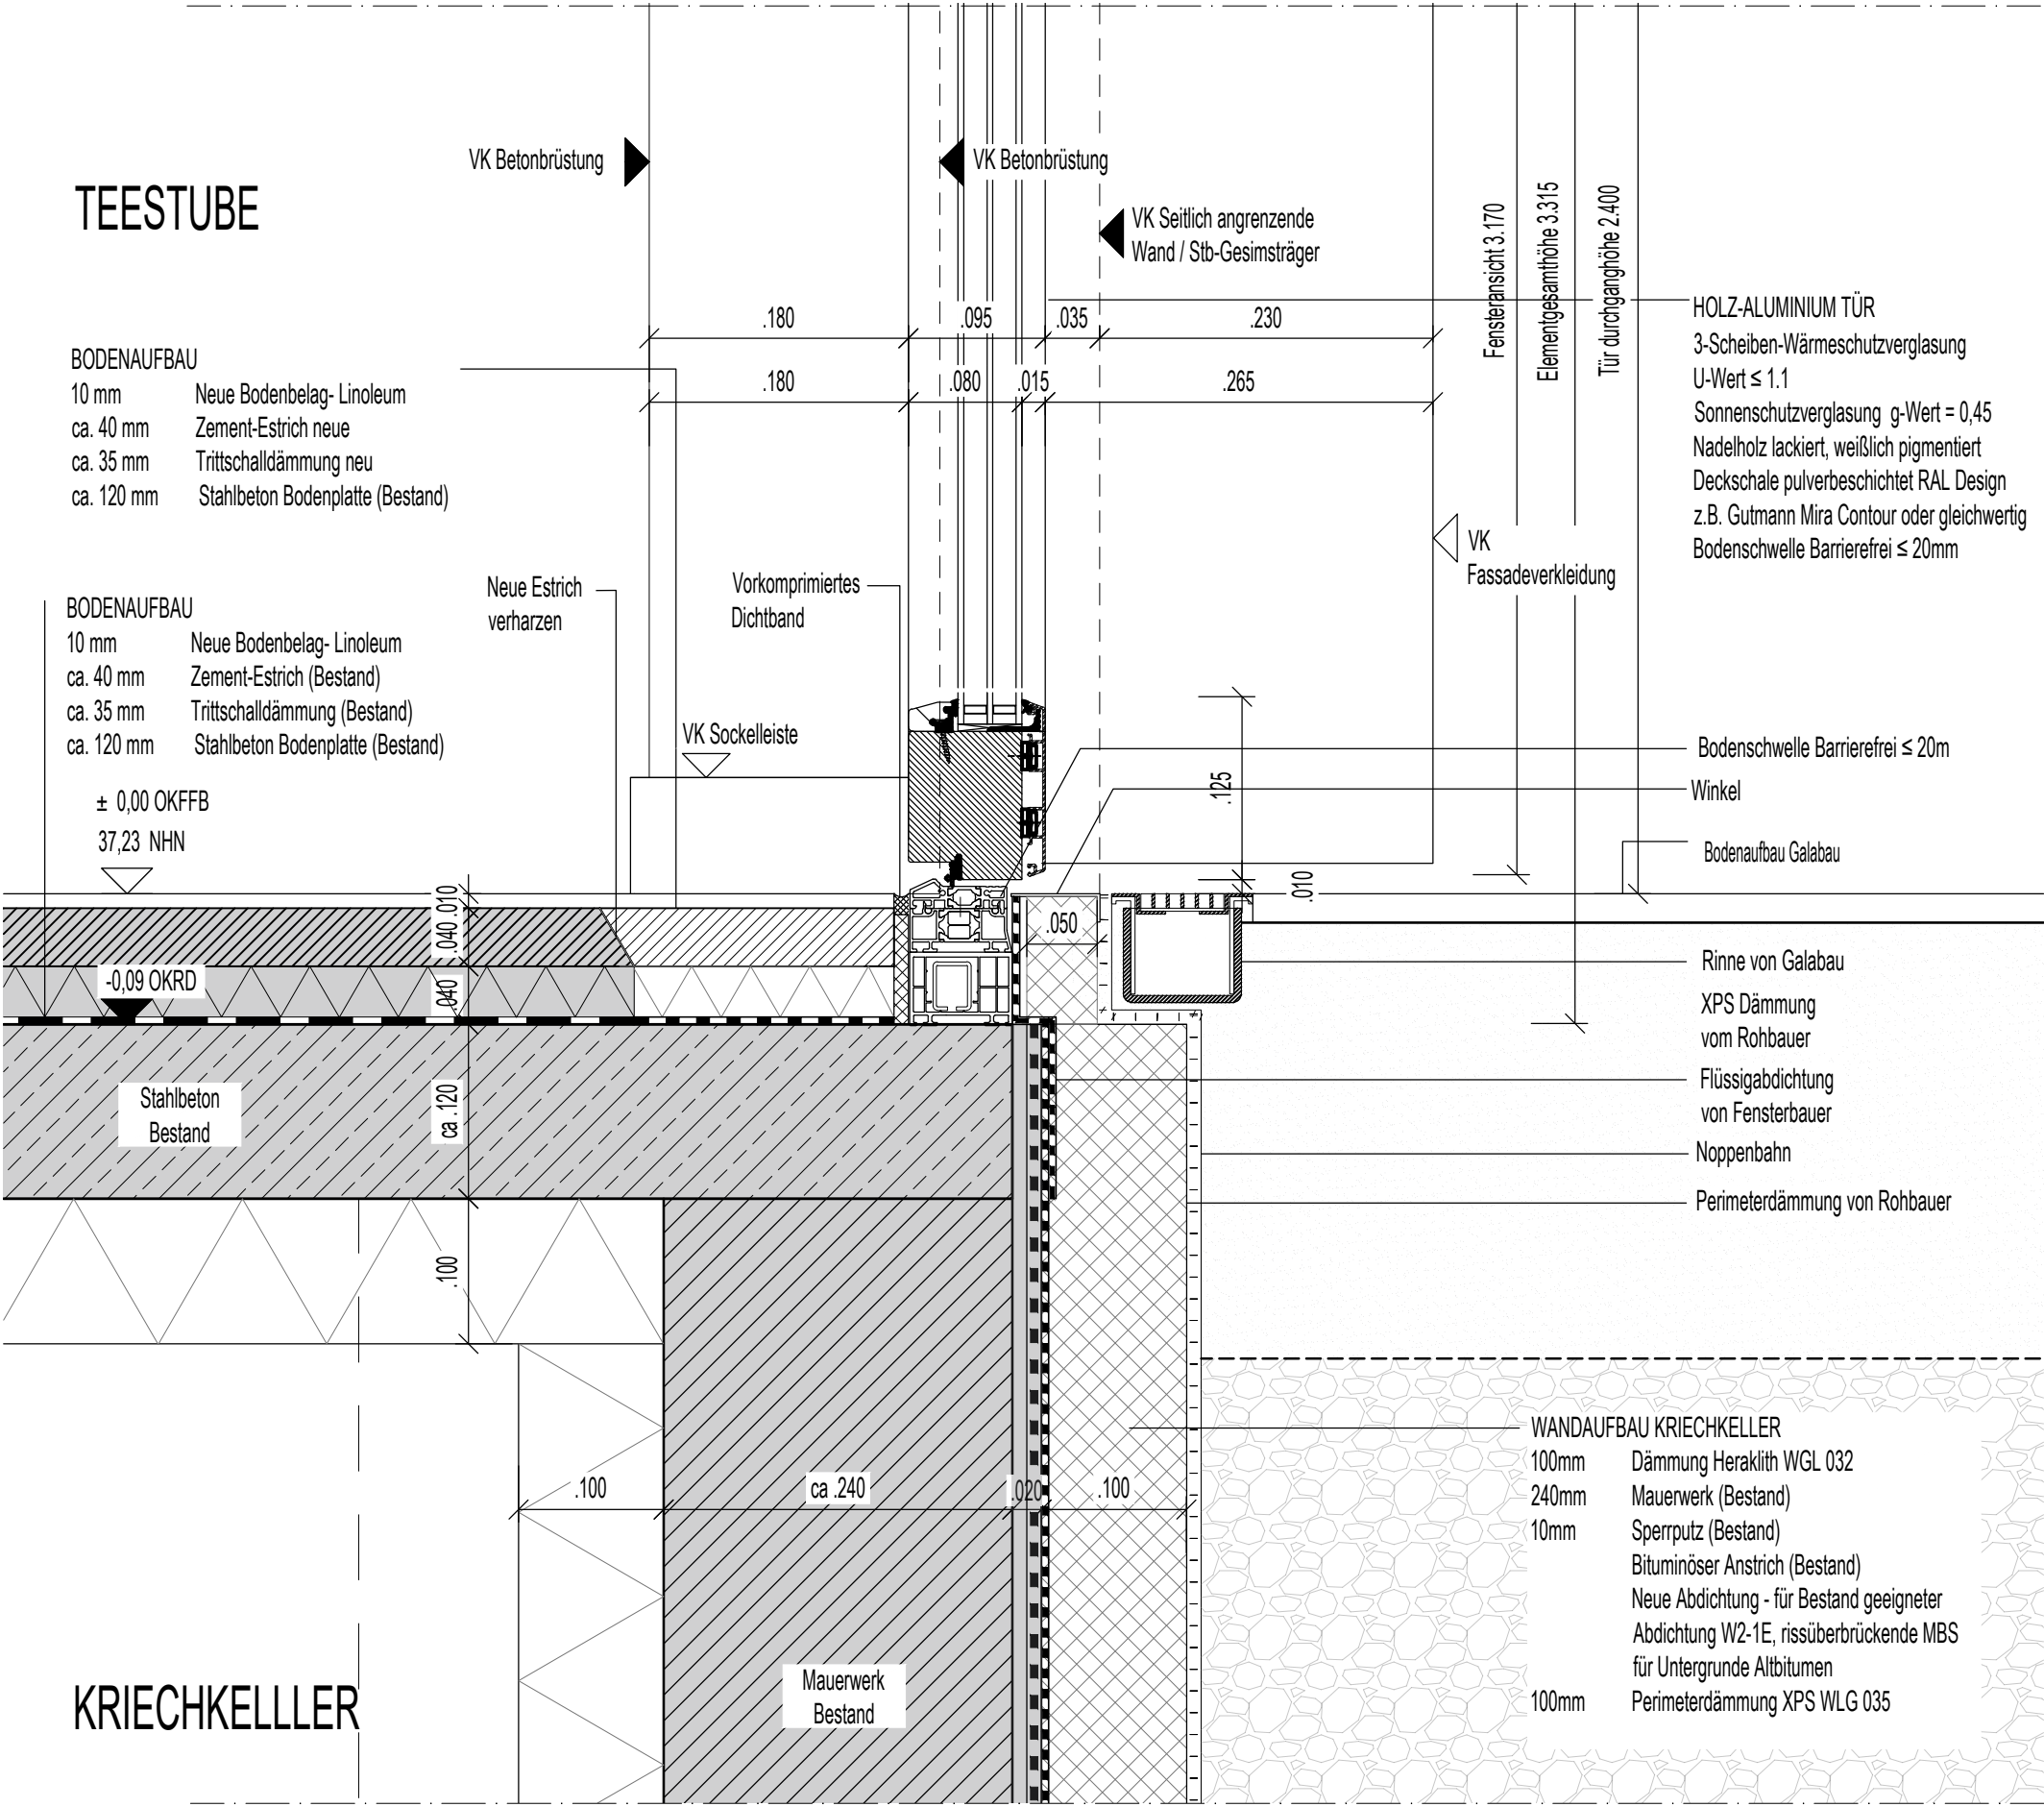 TEESTUBE
VK Betonbrüstung
VK Betonbrüstung
VK Seitlich angrenzende
Wand / Stb-Gesimsträger
Fensteransicht 3.170
Elementgesamthöhe 3.315
Tür durchganghöhe 2.400
.180
.095
.035
.230
.180
.080
.015
.265
HOLZ-ALUMINIUM TÜR
3-Scheiben-Wärmeschutzverglasung
U-Wert ≤ 1.1
Sonnenschutzverglasung g-Wert = 0,45
Nadelholz lackiert, weißlich pigmentiert
Deckschale pulverbeschichtet RAL Design
z.B. Gutmann Mira Contour oder gleichwertig
Bodenschwelle Barrierefrei ≤ 20mm
BODENAUFBAU
10 mm Neue Bodenbelag- Linoleum
ca. 40 mm Zement-Estrich neue
ca. 35 mm Trittschalldämmung neu
ca. 120 mm Stahlbeton Bodenplatte (Bestand)
VK
Fassadeverkleidung
BODENAUFBAU
10 mm Neue Bodenbelag- Linoleum
ca. 40 mm Zement-Estrich (Bestand)
ca. 35 mm Trittschalldämmung (Bestand)
ca. 120 mm Stahlbeton Bodenplatte (Bestand)
Neue Estrich
verharzen
Vorkomprimiertes
Dichtband
VK Sockelleiste
± 0,00 OKFFB
37,23 NHN
.125
.010
Bodenschwelle Barrierefrei ≤ 20m
Winkel
Bodenaufbau Galabau
.010
.040
.040
.050
-0,09 OKRD
Rinne von Galabau
XPS Dämmung
vom Rohbauer
Flüssigabdichtung
von Fensterbauer
Noppenbahn
Perimeterdämmung von Rohbauer
Stahlbeton
Bestand
ca .120
.100
.100
ca .240
.020
.100
WANDAUFBAU KRIECHKELLER
100mm Dämmung Heraklith WGL 032
240mm Mauerwerk (Bestand)
10mm Sperrputz (Bestand)
Bituminöser Anstrich (Bestand)
Neue Abdichtung - für Bestand geeigneter
Abdichtung W2-1E, rissüberbrückende MBS
für Untergrunde Altbitumen
100mm Perimeterdämmung XPS WLG 035
Mauerwerk
Bestand
KRIECHKELLLER